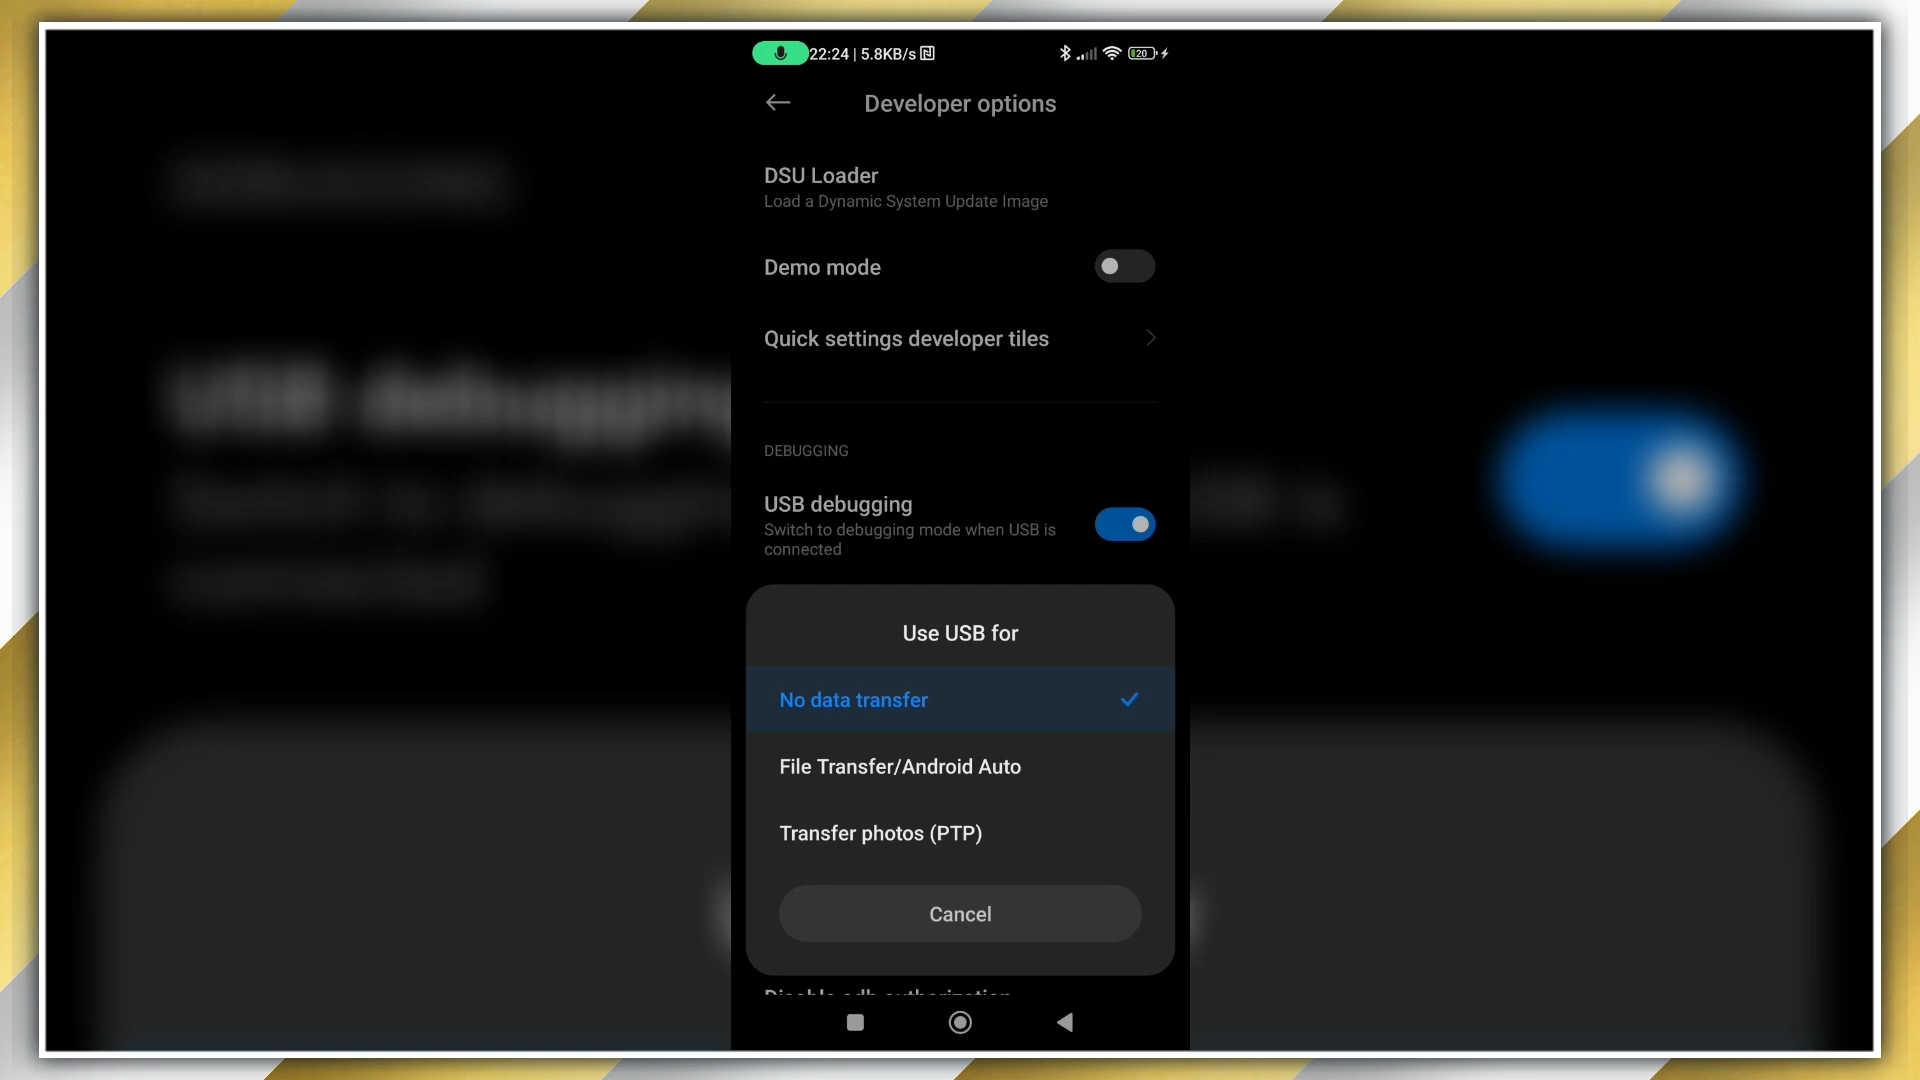 22:24 | 5.8KB/s
20
Developer options
DSU Loader
Load a Dynamic System Update Image
Demo mode
Quick settings developer tiles
DEBUGGING
USB debugging
Switch to debugging mode when USB is
connected
Use USB for
No data transfer
File Transfer/Android Auto
Transfer photos (PTP)
Cancel
Disable adb authorization